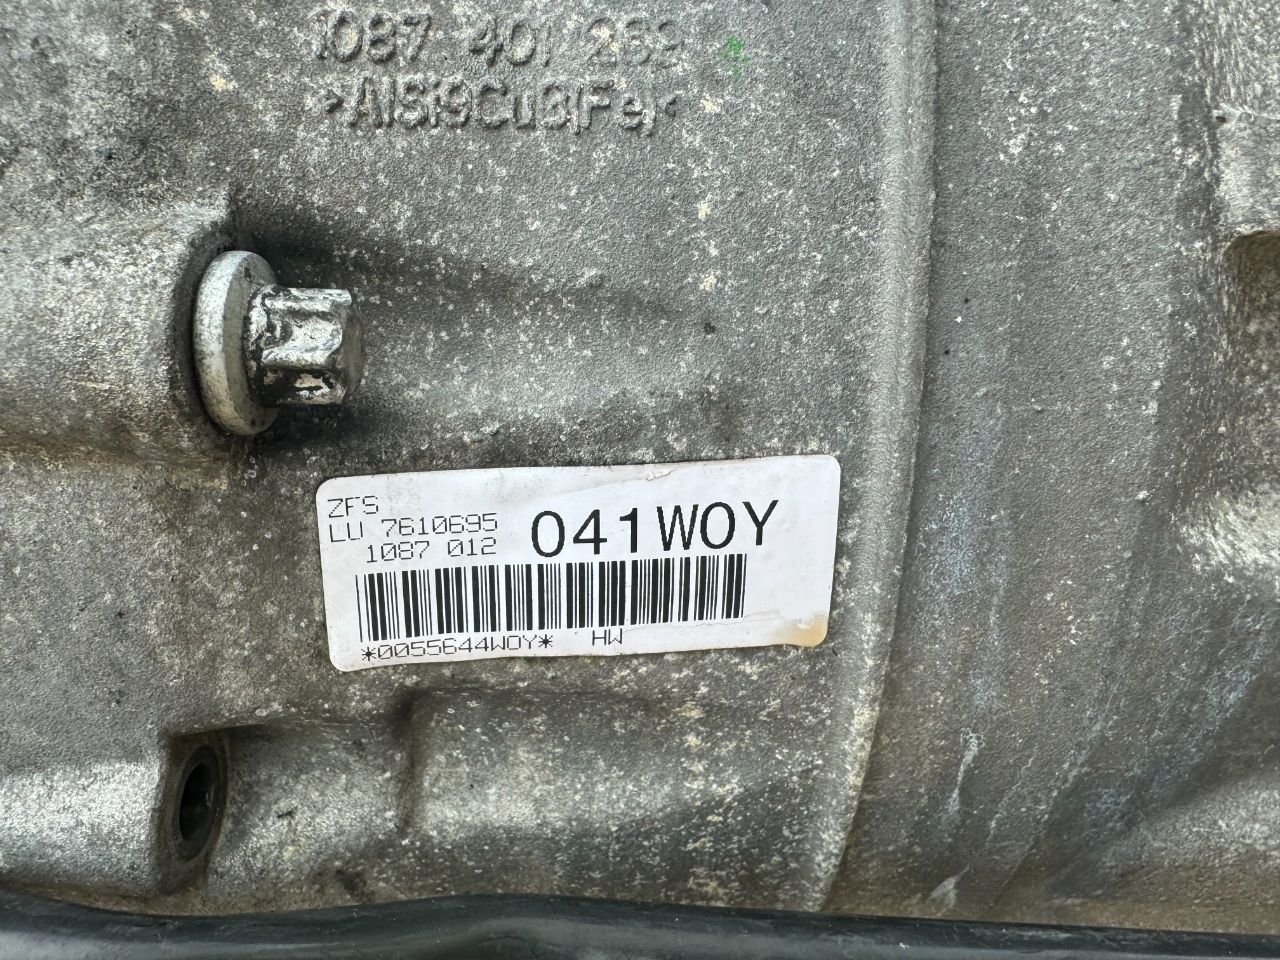 1087 401 269
>AlSi9Cu3(Fe)<
ZFS
LU 7610695
1087 012
041WOY
*0055644WOY* HW